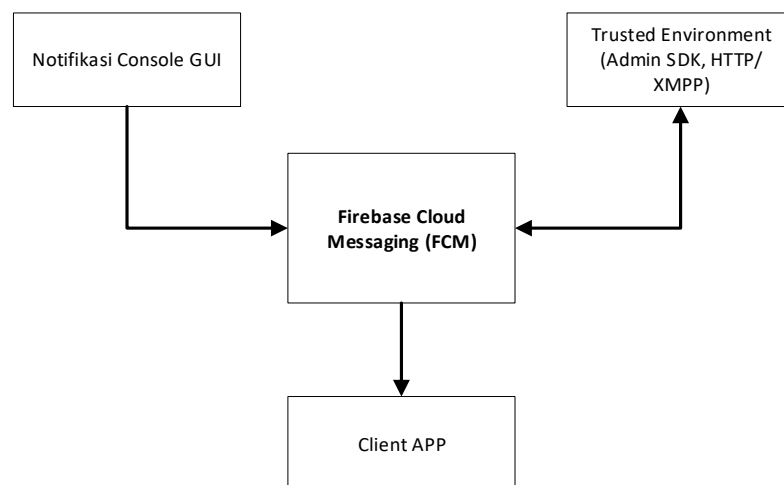 Notifikasi Console GUI
Trusted Environment
(Admin SDK, HTTP/
XMPP)
Firebase Cloud
Messaging (FCM)
Client APP